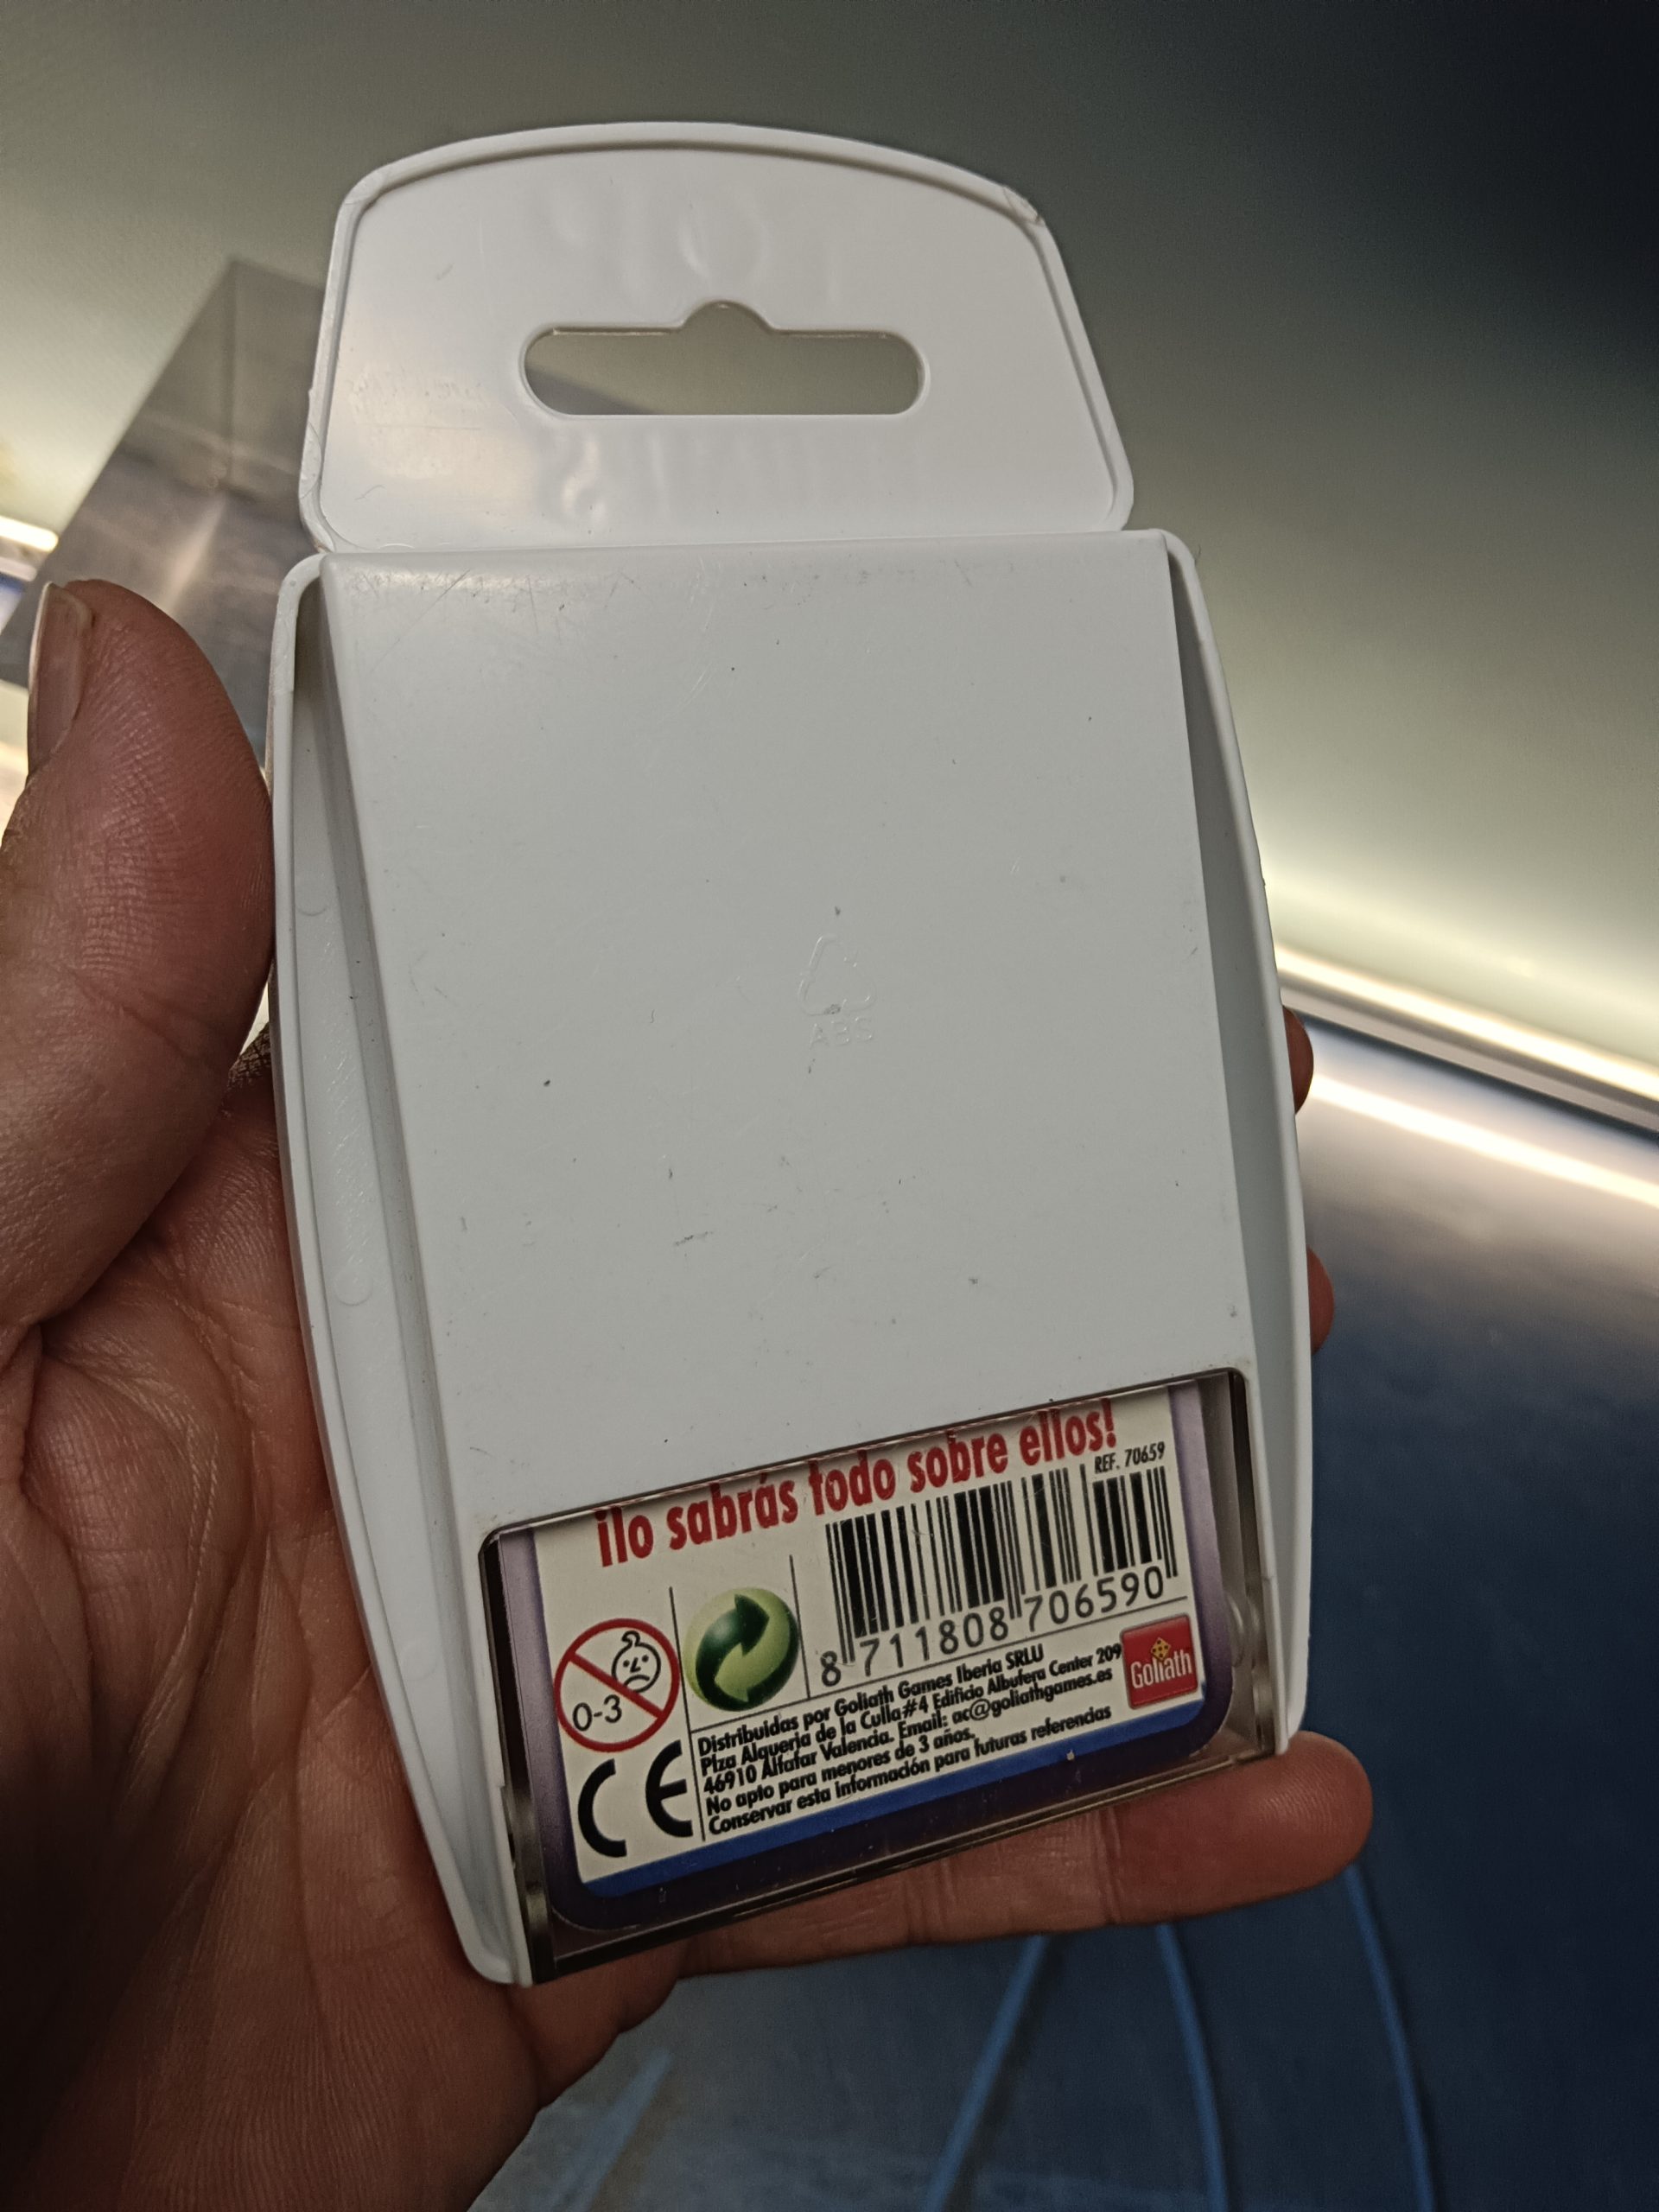 ABS
¡lo sabrás todo sobre ellos!
REF. 70659
8 711808 706590
0-3
CE
Distribuidas por Goliath Games Iberia SRLU
Plza Alqueria de la Culla#4 Edificio Albufera Center 209
46910 Alfafar Valencia. Email: ac@goliathgames.es
No apto para menores de 3 años.
Conservar esta información para futuras referencias
Goliath